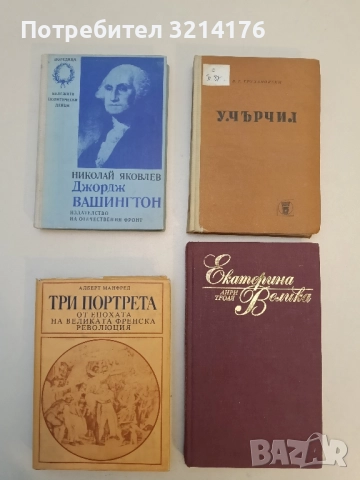 Потребител 3214176
НИКОЛАЙ ЯКОВЛЕВ
Джордж
ВАШИНГТОН
ИЗДАТЕЛСТВО
НА ОТЕЧЕСТВЕНИЯ ФРОНТ
У. ЧЪРЧИЛ
АЛБЕРТ МАНФРЕД
ТРИ ПОРТРЕТА
ОТ ЕПОХАТА
НА ВЕЛИКАТА ФРЕНСКА
РЕВОЛЮЦИЯ
Екатерина
АНРИ
ТРОАЯ
Велика
BAZAR